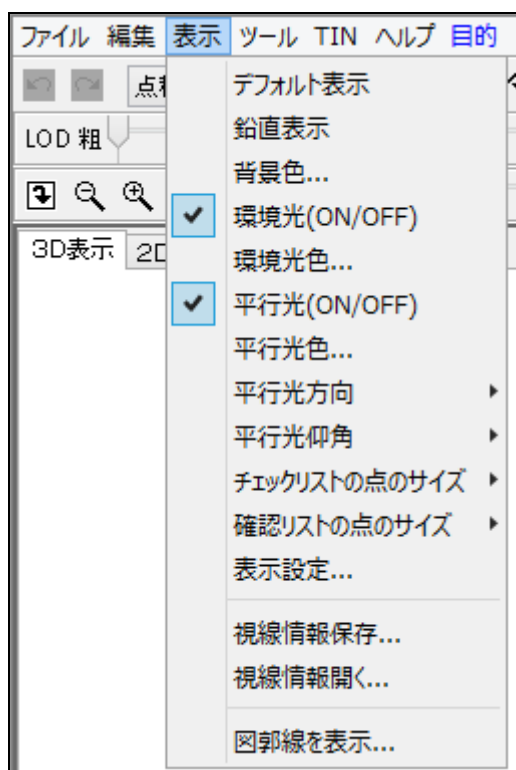 ファイル 編集 表示 ツール TIN ヘルプ 目的
点
LOD 粗
3D表示 2D
デフォルト表示
鉛直表示
背景色...
環境光(ON/OFF)
環境光色...
平行光(ON/OFF)
平行光色...
平行光方向
平行光仰角
チェックリストの点のサイズ
確認リストの点のサイズ
表示設定...
視線情報保存...
視線情報開く...
図郭線を表示...